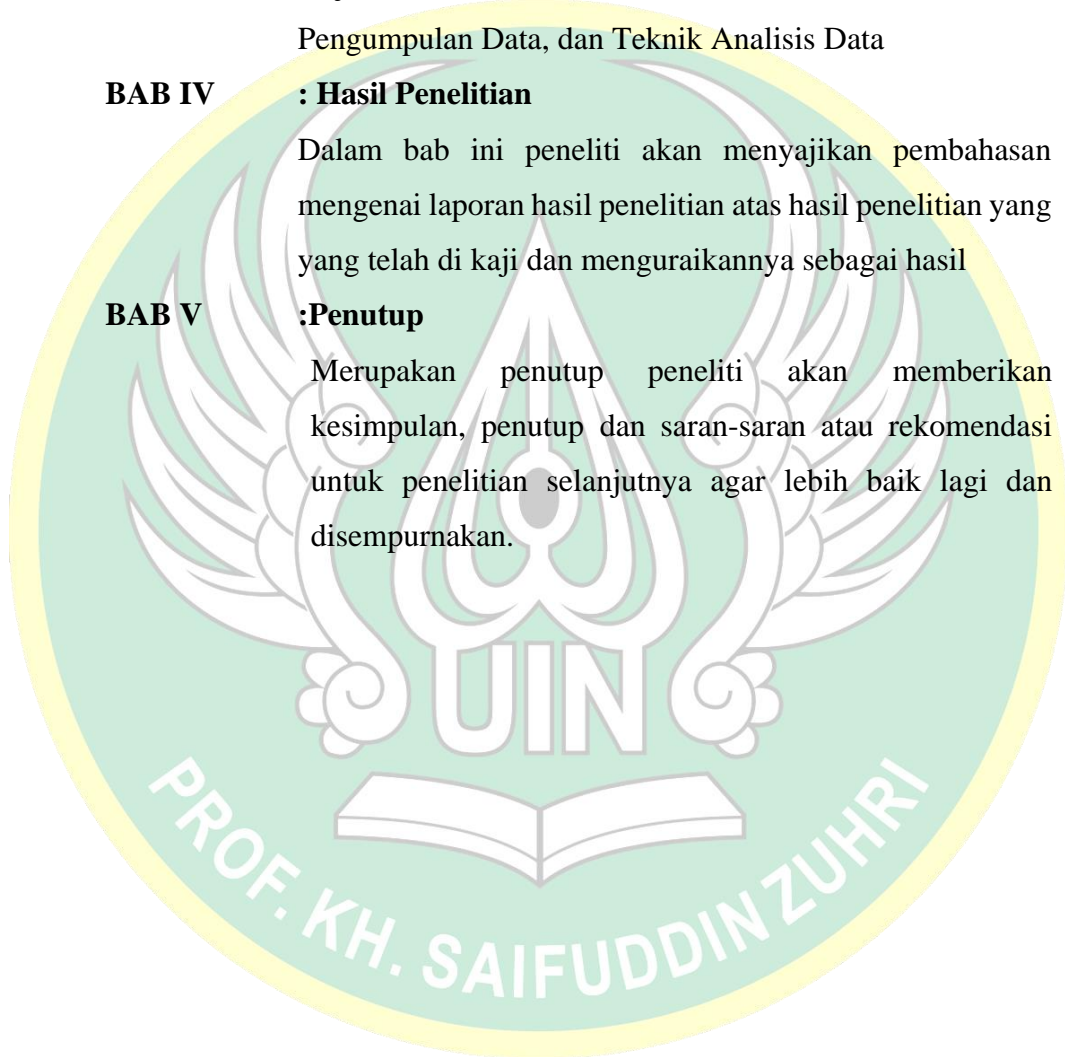 Pengumpulan Data, dan Teknik Analisis Data
BAB IV : Hasil Penelitian
Dalam bab ini peneliti akan menyajikan pembahasan
mengenai laporan hasil penelitian atas hasil penelitian yang
yang telah di kaji dan menguraikannya sebagai hasil
BAB V :Penutup
Merupakan penutup peneliti akan memberikan
kesimpulan, penutup dan saran-saran atau rekomendasi
untuk penelitian selanjutnya agar lebih baik lagi dan
disempurnakan.
UIN
PROF. KH. SAIFUDDIN ZUHRI